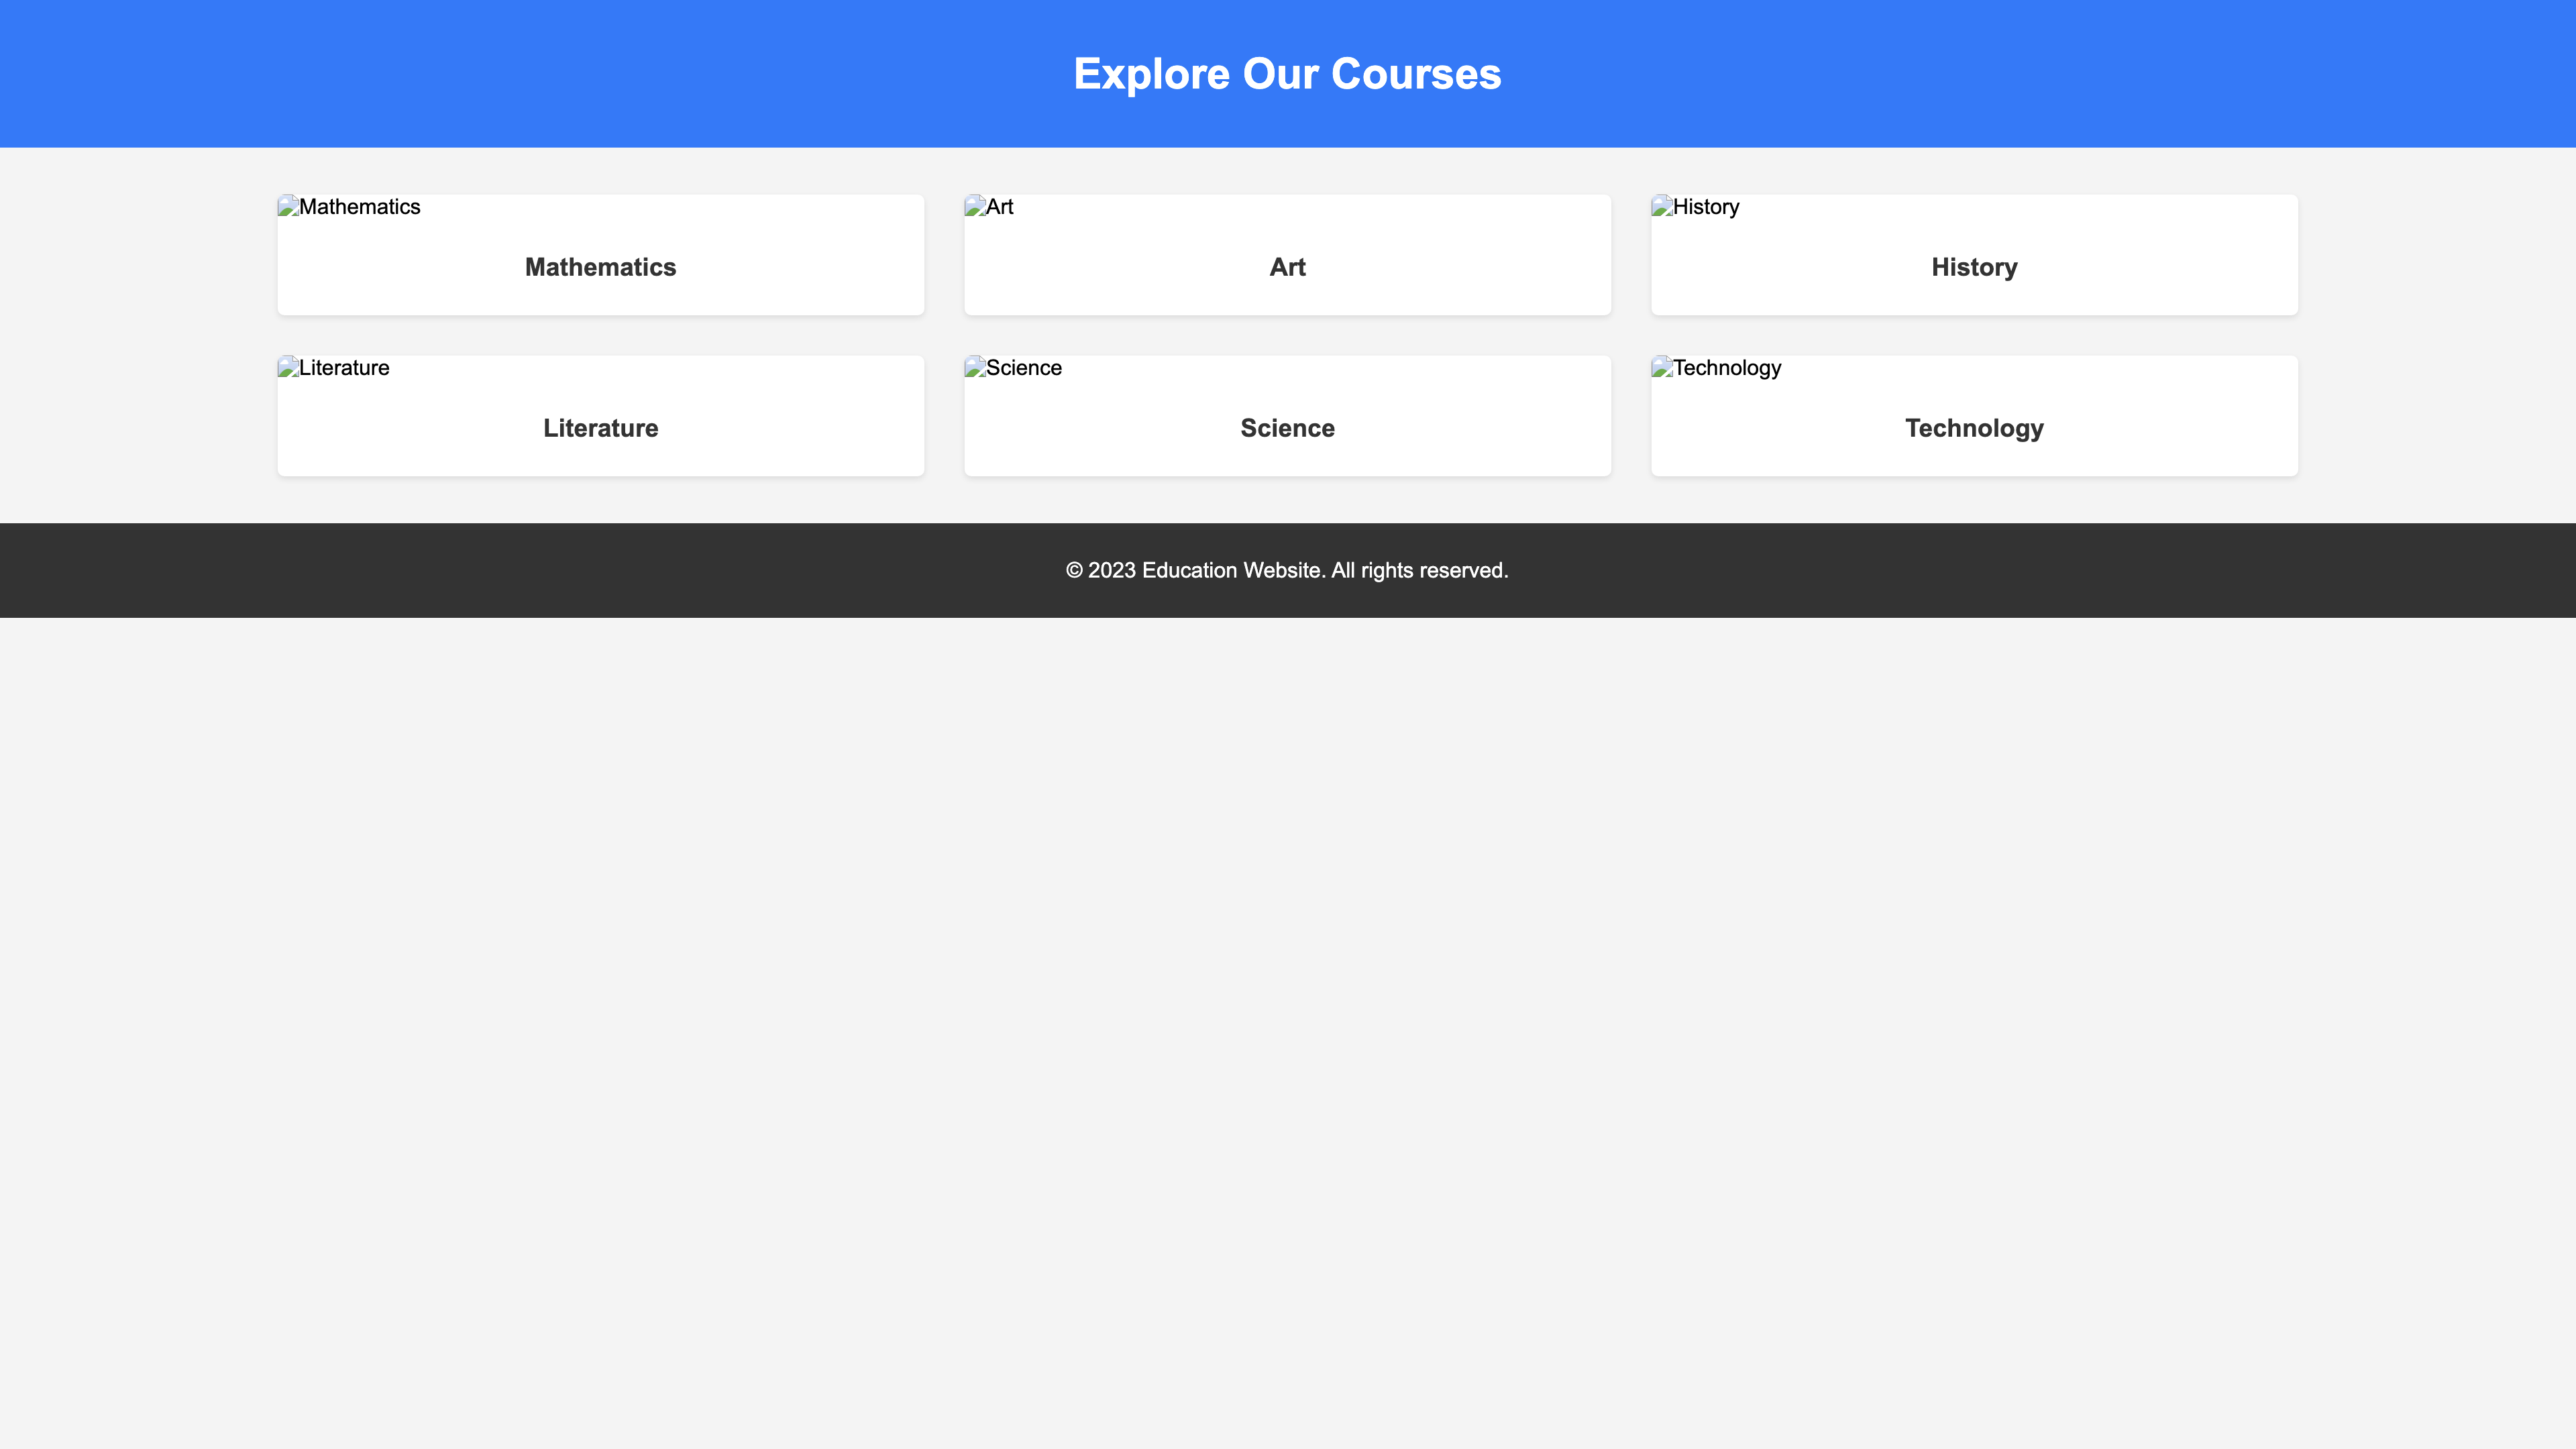 Explore Our Courses
Mathematics
Art
History
Mathematics
Art
History
Literature
Science
Technology
Literature
Science
Technology
© 2023 Education Website. All rights reserved.